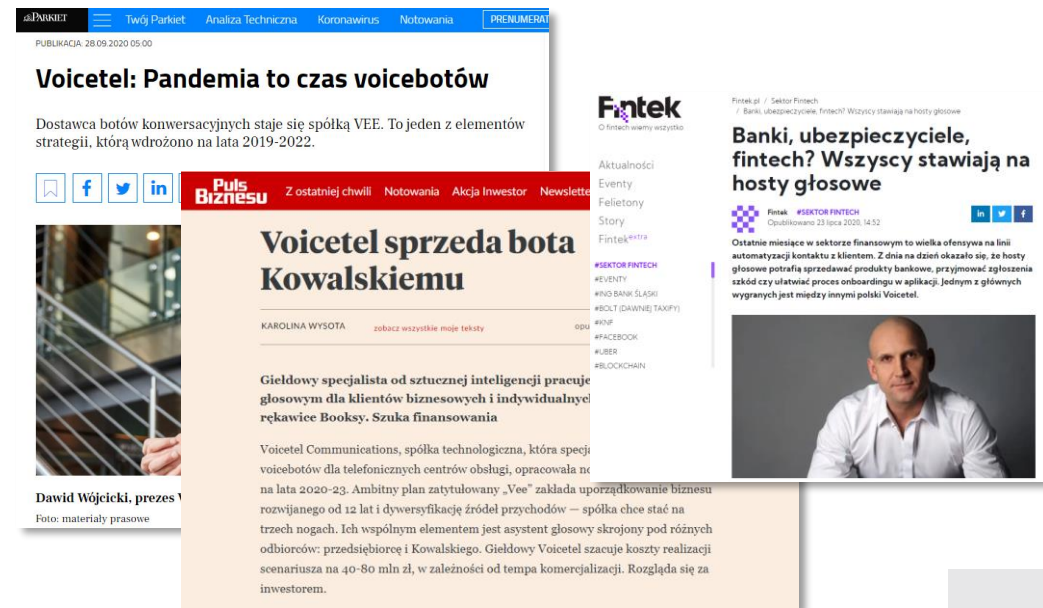 PARKIET
Twój Parkiet Analiza Techniczna Koronawirus Notowania PRENUMERAT
PUBLIKACJA: 28.09.2020 05:00
Voicetel: Pandemia to czas voicebotów
Dostawca botów konwersacyjnych staje się spółką VEE. To jeden z elementów
strategii, którą wdrożono na lata 2019-2022.
Dawid Wójcicki, prezes
Foto: materiały prasowe
Puls
Biznesu
Z ostatniej chwili Notowania Akcja Inwestor Newslette
Voicetel sprzeda bota
Kowalskiemu
KAROLINA WYSOTA zobacz wszystkie moje teksty opu
Giełdowy specjalista od sztucznej inteligencji pracuje
głosowym dla klientów biznesowych i indywidualnyc
rękawice Booksy. Szuka finansowania
Voicetel Communications, spółka technologiczna, która specja
voicebotów dla telefonicznych centrów obsługi, opracowała
na lata 2020-23. Ambitny plan zatytułowany „Vee” zakłada uporządkowanie biznesu
rozwijanego od 12 lat i dywersyfikację źródeł przychodów — spółka chce stać na
trzech nogach. Ich wspólnym elementem jest asystent głosowy skrojony pod różnych
odbiorców: przedsiębiorcę i Kowalskiego. Giełdowy Voicetel szacuje koszty realizacji
scenariusza na 40-80 mln zł, w zależności od tempa komercjalizacji. Rozgląda się za
inwestorem.
Fintek
O fintech wiemy wszystko
Aktualności
Eventy
Felietony
Story
Fintekextra
#SEKTOR FINTECH
#EVENTY
#ING BANK ŚLĄSKI
#BOLT (DAWNIEJ TAXIFY)
#KNF
#FACEBOOK
#UBER
#BLOCKCHAIN
Fintek.pl / Sektor Fintech
/ Banki, ubezpieczyciele, fintech? Wszyscy stawiają na hosty głosowe
Banki, ubezpieczyciele,
fintech? Wszyscy stawiają na
hosty głosowe
Fintek #SEKTOR FINTECH
Opublikowano 23 lipca 2020, 14:52
Ostatnie miesiące w sektorze finansowym to wielka ofensywa na linii
automatyzacji kontaktu z klientem. Z dnia na dzień okazało się, że hosty
głosowe potrafią sprzedawać produkty bankowe, przyjmować zgłoszenia
szkód czy ułatwiać proces onboardingu w aplikacji. Jednym z głównych
wygranych jest między innymi polski Voicetel.